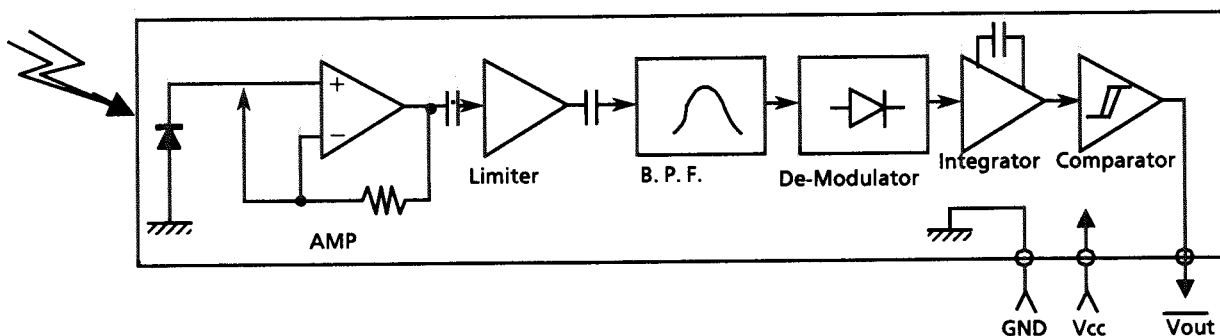 +
−
Limiter
B. P. F.
De-Modulator
Integrator
Comparator
AMP
GND
Vcc
Vout